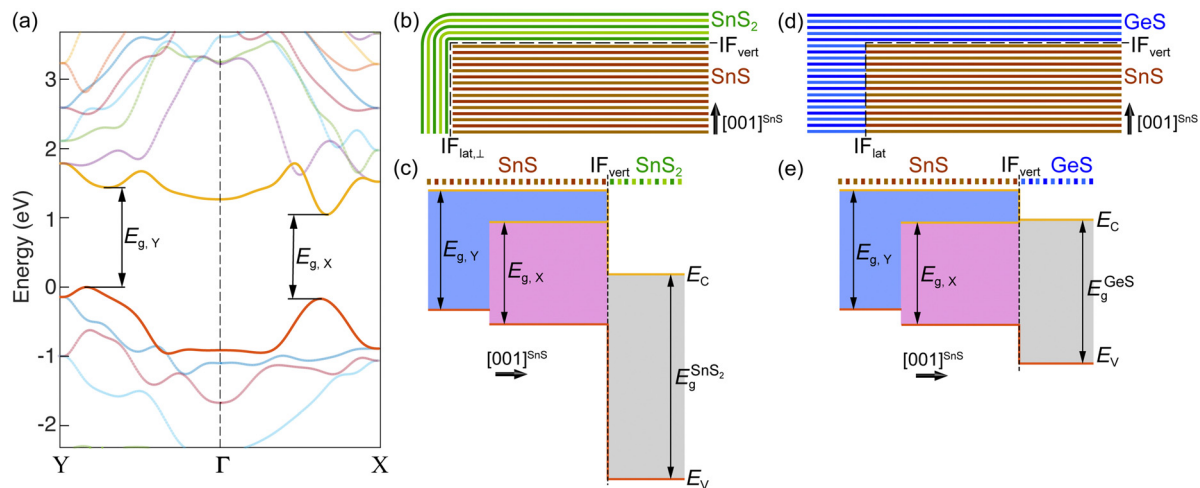 (a)
Energy (eV)
3
2
1
0
-1
-2
Y
Γ
X
E_g, Y
E_g, X
(b)
SnS₂
IF_vert
SnS
[001]^SnS
IF_lat,⊥
(c)
SnS
IF_vert
SnS₂
E_g, Y
E_g, X
E_C
E_g^SnS₂
E_V
[001]^SnS
(d)
GeS
IF_vert
SnS
[001]^SnS
IF_lat
(e)
SnS
IF_vert
GeS
E_g, Y
E_g, X
E_C
E_g^GeS
E_V
[001]^SnS